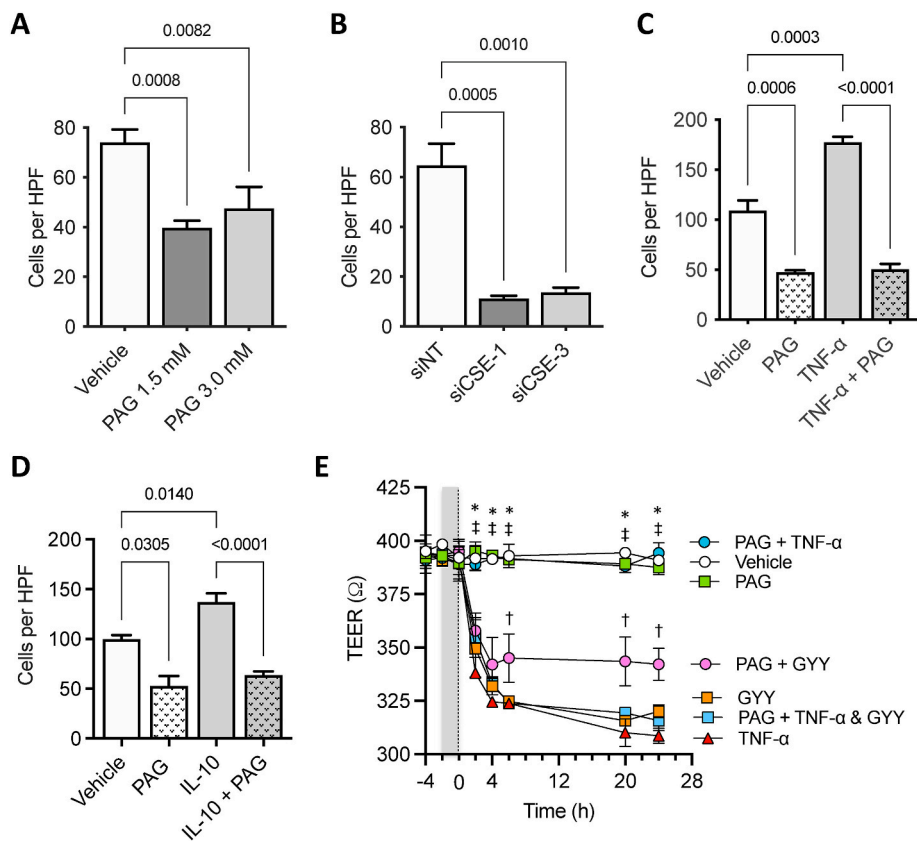 A
0.0082
0.0008
80
60
40
20
0
Cells per HPF
Vehicle
PAG 1.5 mM
PAG 3.0 mM
B
0.0010
0.0005
80
60
40
20
0
Cells per HPF
siNT
siCSE-1
siCSE-3
C
0.0003
0.0006
<0.0001
200
150
100
50
0
Cells per HPF
Vehicle
PAG
TNF-α
TNF-α + PAG
D
0.0140
0.0305
<0.0001
200
150
100
50
0
Cells per HPF
Vehicle
PAG
IL-10
IL-10 + PAG
E
425
400
375
350
325
300
TEER (Ω)
* * * * *
‡ ‡ ‡ ‡ ‡
† † †
-4 0 4 12 20 28
Time (h)
PAG + TNF-α
Vehicle
PAG
PAG + GYY
GYY
PAG + TNF-α & GYY
TNF-α